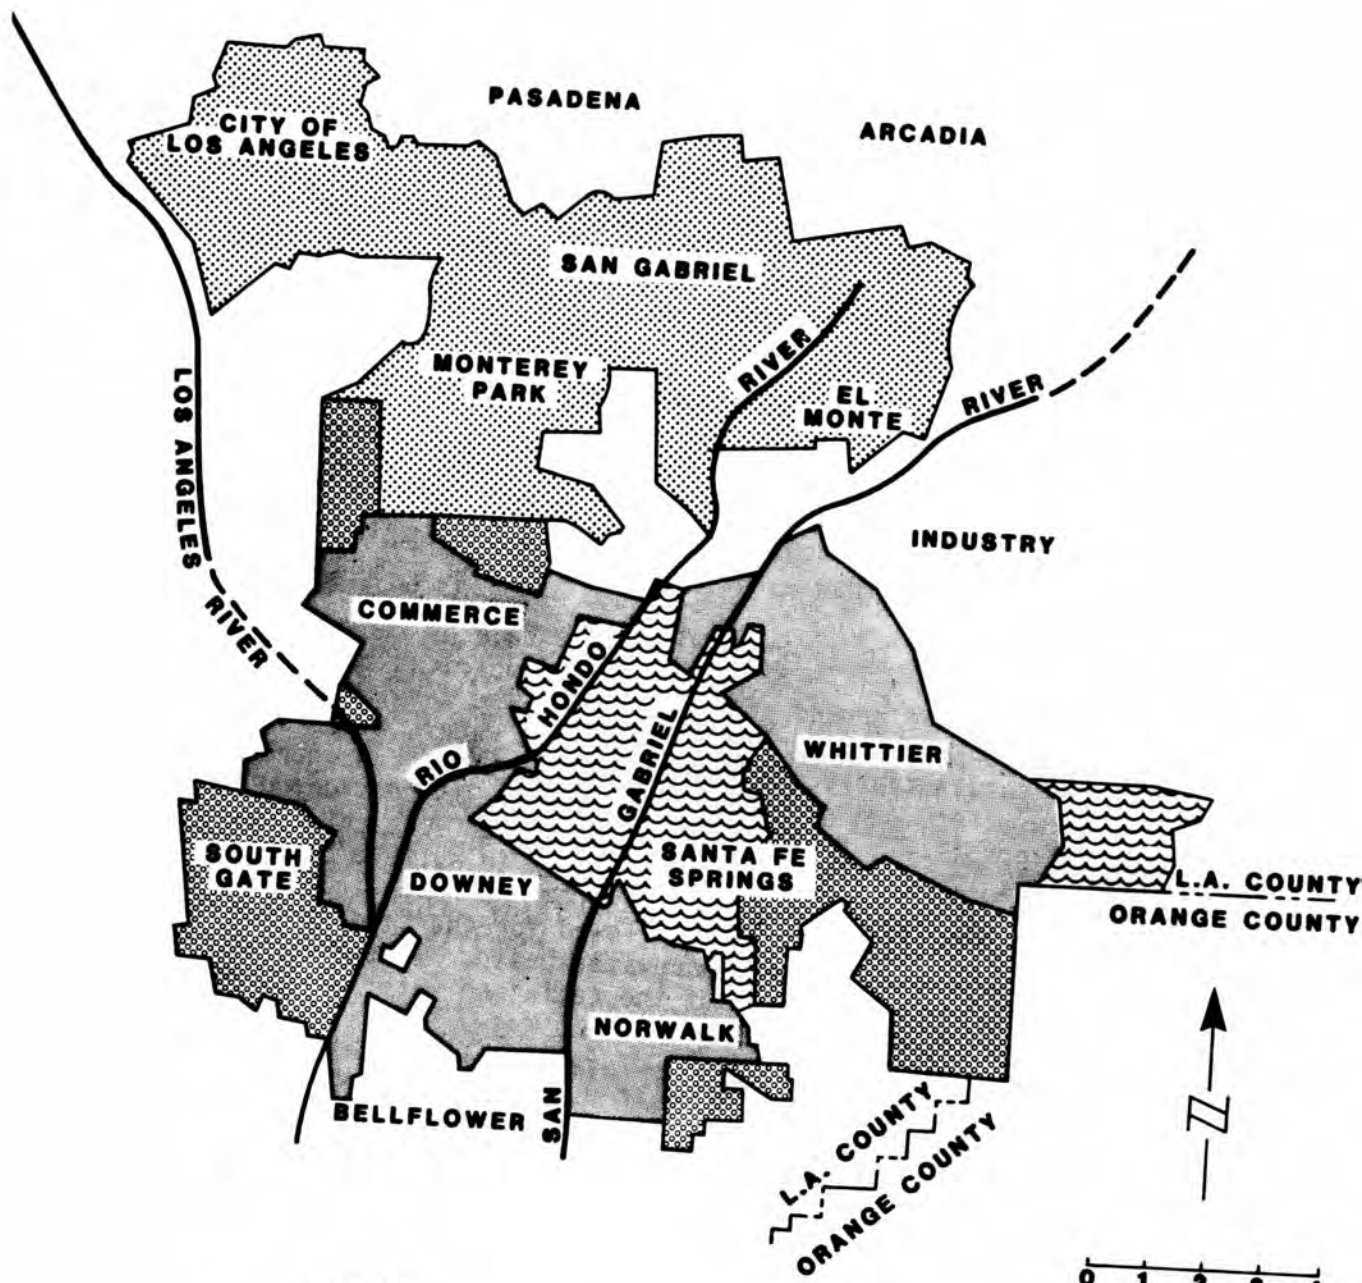 PASADENA
ARCADIA
CITY OF
LOS ANGELES
SAN GABRIEL
RIVER
MONTEREY
PARK
EL
MONTE
RIVER
LOS ANGELES
RIVER
INDUSTRY
COMMERCE
HONDO
RIO
GABRIEL
WHITTIER
SOUTH
GATE
DOWNEY
SANTA FE
SPRINGS
L.A. COUNTY
ORANGE COUNTY
NORWALK
BELLFLOWER
SAN
L.A. COUNTY
ORANGE COUNTY
N
0 1 2